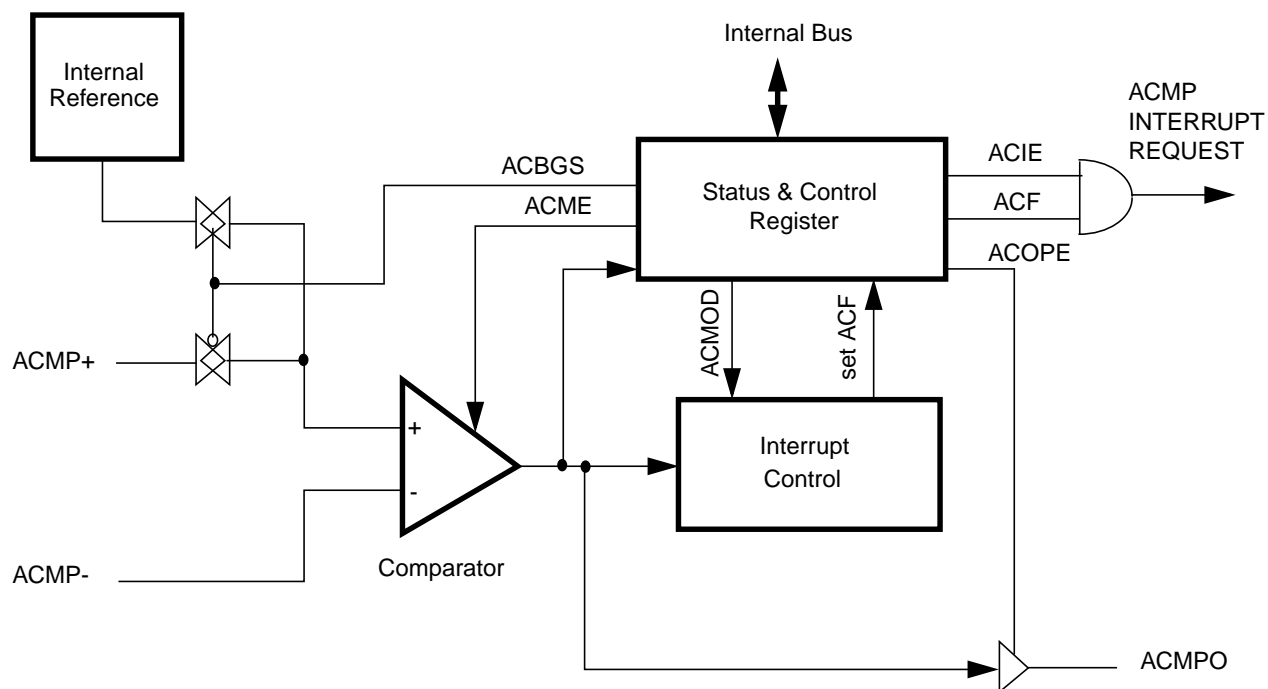 Internal Bus
Internal
Reference
ACMP
INTERRUPT
REQUEST
ACBGS
ACME
Status & Control
Register
ACIE
ACF
ACOPE
ACMOD
set ACF
ACMP+
+
-
Interrupt
Control
ACMP-
Comparator
ACMPO